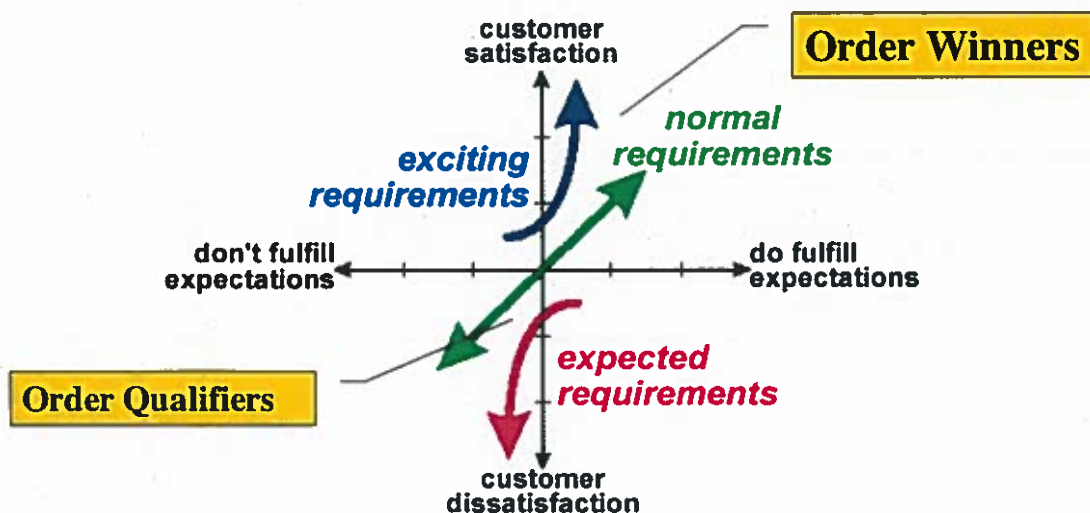 customer
satisfaction
Order Winners
normal
requirements
exciting
requirements
don't fulfill
expectations
do fulfill
expectations
expected
requirements
Order Qualifiers
customer
dissatisfaction